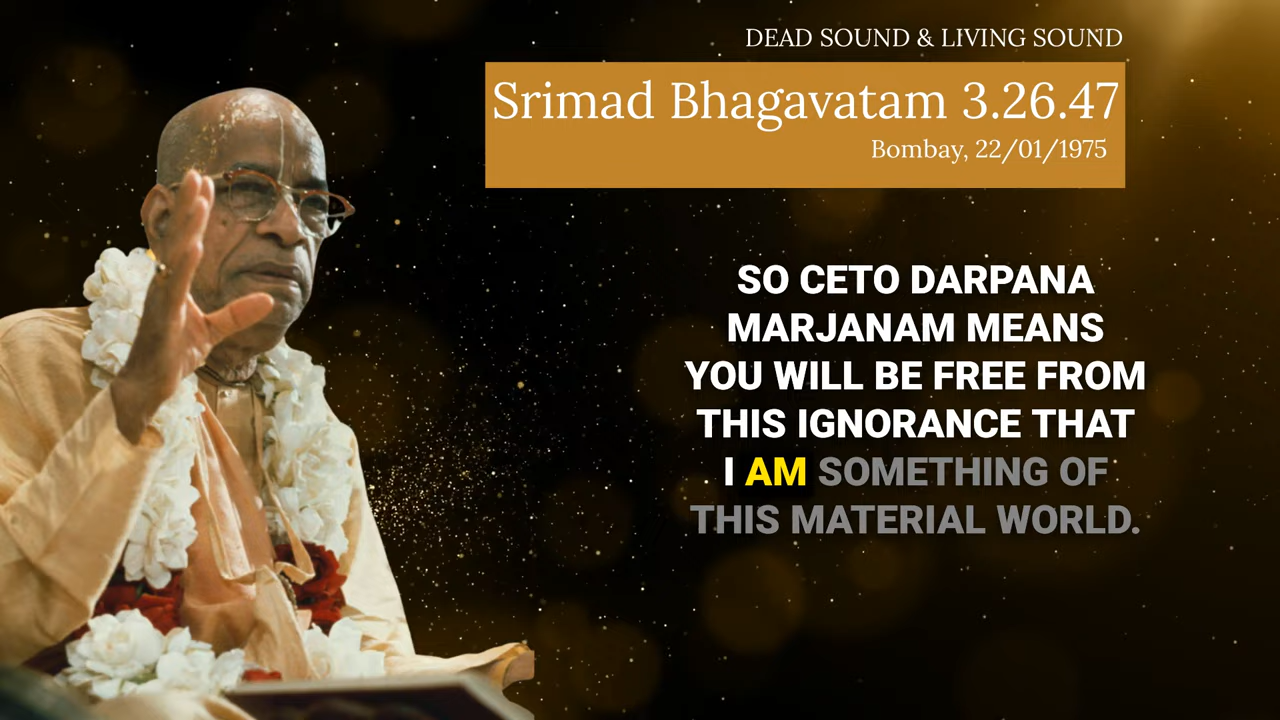 DEAD SOUND & LIVING SOUND
Srimad Bhagavatam 3.26.47
Bombay, 22/01/1975
SO CETO DARPANA
MARJANAM MEANS
YOU WILL BE FREE FROM
THIS IGNORANCE THAT
I AM SOMETHING OF
THIS MATERIAL WORLD.